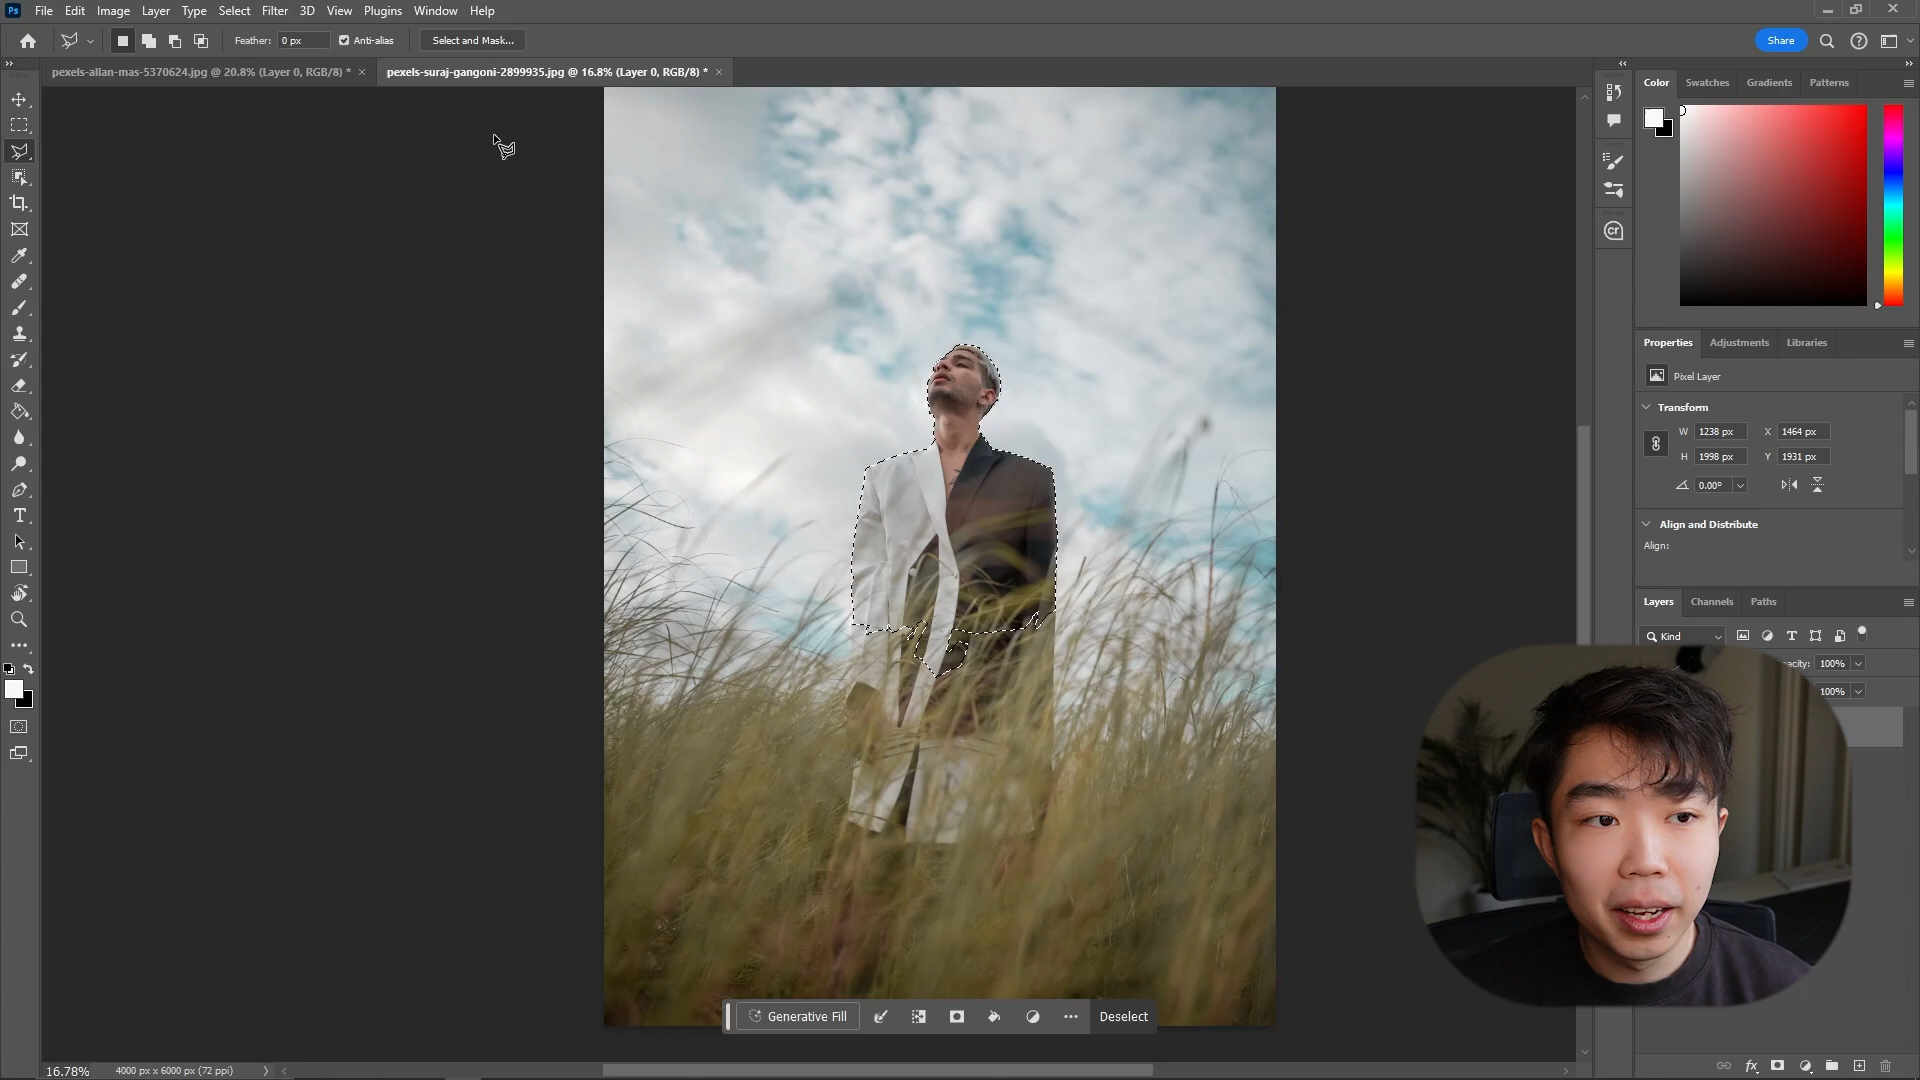 Ps File Edit Image Layer Type Select Filter 3D View Plugins Window Help
Feather: 0 px Anti-alias Select and Mask... Share
pexels-allan-mas-5370624.jpg @ 20.8% (Layer 0, RGB/8) * × pexels-suraj-gangoni-2899935.jpg @ 16.8% (Layer 0, RGB/8) * ×
Color Swatches Gradients Patterns
cr
Properties Adjustments Libraries
Pixel Layer
Transform
W 1238 px X 1464 px
H 1998 px Y 1931 px
0.00°
Align and Distribute
Align:
Layers Channels Paths
Kind
acity: 100%
100%
Generative Fill Deselect
16.78% 4000 px x 6000 px (72 ppi)
fx